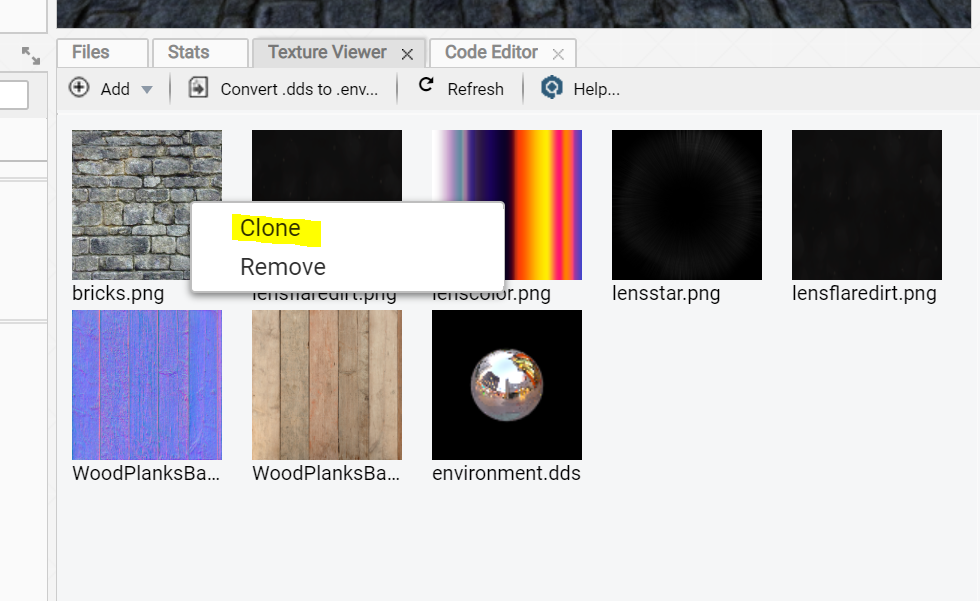 Files Stats Texture Viewer Code Editor
Add Convert .dds to .env... Refresh Help...
Clone
Remove
bricks.png lensflaredirt.png lenscolor.png lensstar.png lensflaredirt.png
WoodPlanksBa... WoodPlanksBa... environment.dds